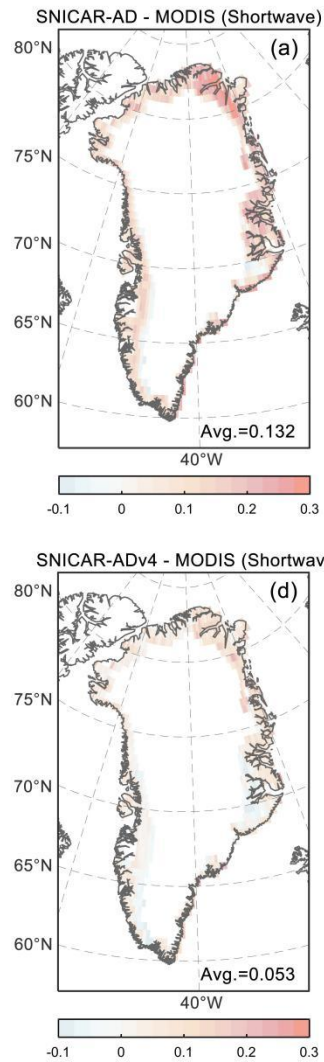 SNICAR-AD - MODIS (Shortwave)
(a)
80°N
75°N
70°N
65°N
60°N
Avg.=0.132
40°W
-0.1 0 0.1 0.2 0.3
SNICAR-ADv4 - MODIS (Shortwav
(d)
80°N
75°N
70°N
65°N
60°N
Avg.=0.053
40°W
-0.1 0 0.1 0.2 0.3